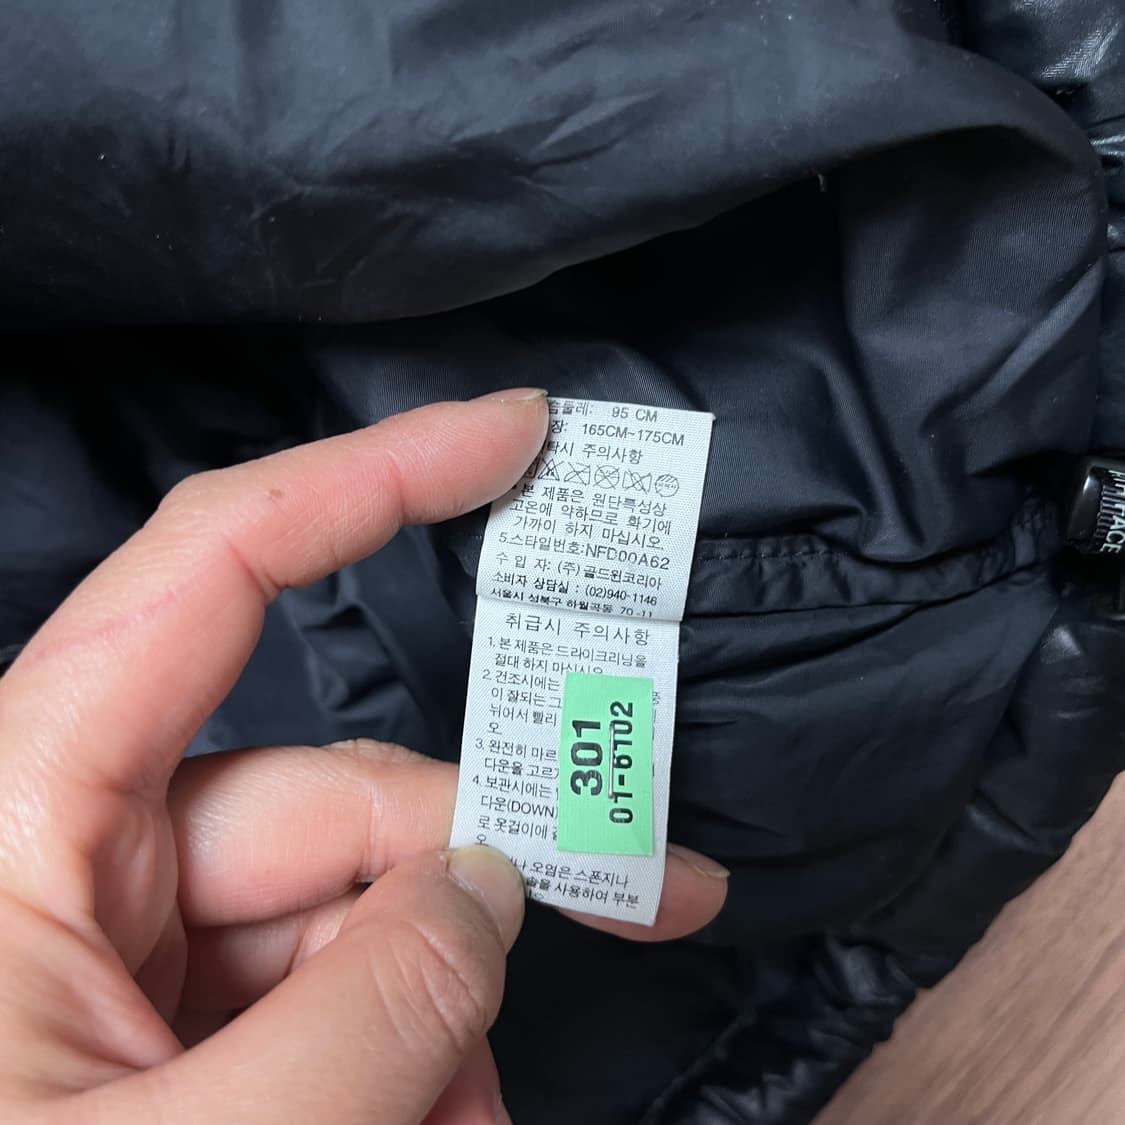 슴둘레: 95 CM
장: 165CM~175CM
탁시 주의사항
본 제품은 원단특성상
고온에 약하므로 화기에
가까이 하지 마십시오.
5.스타일번호:NFD00A62
수 입 자: (주)골드윈코리아
소비자 상담실 : (02)940-1146
서울시 성북구 하월곡동 70-11
취급시 주의사항
1. 본 제품은 드라이크리닝을
절대 하지 마십시오
2. 건조시에는
이 잘되는 그
뉘어서 빨리
오.
3. 완전히 마르
다운을 고르
4. 보관시에는
다운(DOWN)
로 옷걸이에
오
나 오염은 스폰지나
솔을 사용하여 부분
301
01-6102
FACE